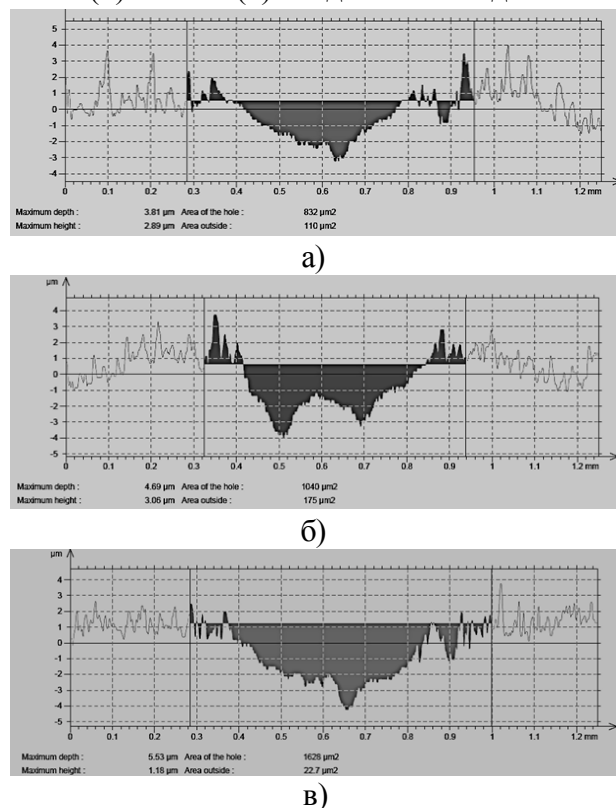 5
4
3
2
1
0
-1
-2
-3
-4
0 0.1 0.2 0.3 0.4 0.5 0.6 0.7 0.8 0.9 1 1.1 1.2 mm
Maximum depth : 3.81 µm Area of the hole : 832 µm2
Maximum height : 2.89 µm Area outside : 110 µm2
а)
µm
4
3
2
1
0
-1
-2
-3
-4
-5
0 0.1 0.2 0.3 0.4 0.5 0.6 0.7 0.8 0.9 1 1.1 1.2 mm
Maximum depth : 4.69 µm Area of the hole : 1040 µm2
Maximum height : 3.06 µm Area outside : 175 µm2
б)
µm
4
3
2
1
0
-1
-2
-3
-4
-5
0 0.1 0.2 0.3 0.4 0.5 0.6 0.7 0.8 0.9 1 1.1 1.2 mm
Maximum depth : 5.53 µm Area of the hole : 1628 µm2
Maximum height : 1.18 µm Area outside : 22.7 µm2
в)